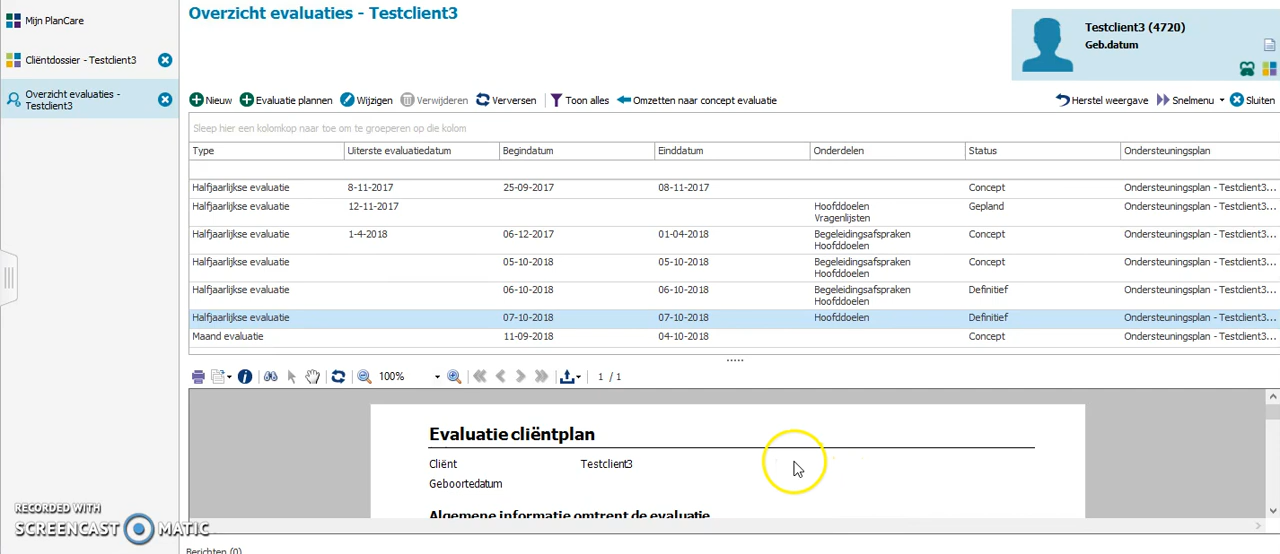 Mijn PlanCare
Cliëntdossier - Testclient3
Overzicht evaluaties -
Testclient3
Overzicht evaluaties - Testclient3
Testclient3 (4720)
Geb.datum
Nieuw Evaluatie plannen Wijzigen Verwijderen Verversen Toon alles Omzetten naar concept evaluatie Herstel weergave Snelmenu Sluiten
Sleep hier een kolomkop naar toe om te groeperen op die kolom
Type Uiterste evaluatiedatum Begindatum Einddatum Onderdelen Status Ondersteuningsplan
Halfjaarlijkse evaluatie 8-11-2017 25-09-2017 08-11-2017 Concept Ondersteuningsplan - Testclient3...
Halfjaarlijkse evaluatie 12-11-2017 Hoofddoelen Gepland Ondersteuningsplan - Testclient3...
Vragenlijsten
Halfjaarlijkse evaluatie 1-4-2018 06-12-2017 01-04-2018 Begeleidingsafspraken Concept Ondersteuningsplan - Testclient3...
Hoofddoelen
Halfjaarlijkse evaluatie 05-10-2018 05-10-2018 Begeleidingsafspraken Concept Ondersteuningsplan - Testclient3...
Hoofddoelen
Halfjaarlijkse evaluatie 06-10-2018 06-10-2018 Begeleidingsafspraken Definitief Ondersteuningsplan - Testclient3...
Hoofddoelen
Halfjaarlijkse evaluatie 07-10-2018 07-10-2018 Hoofddoelen Definitief Ondersteuningsplan - Testclient3...
Maand evaluatie 11-09-2018 04-10-2018 Concept Ondersteuningsplan - Testclient3...
100% 1 / 1
Evaluatie cliëntplan
Cliënt Testclient3
Geboortedatum
Algemene informatie omtrent de evaluatie
RECORDED WITH
SCREENCAST MATIC
Berichten (0)